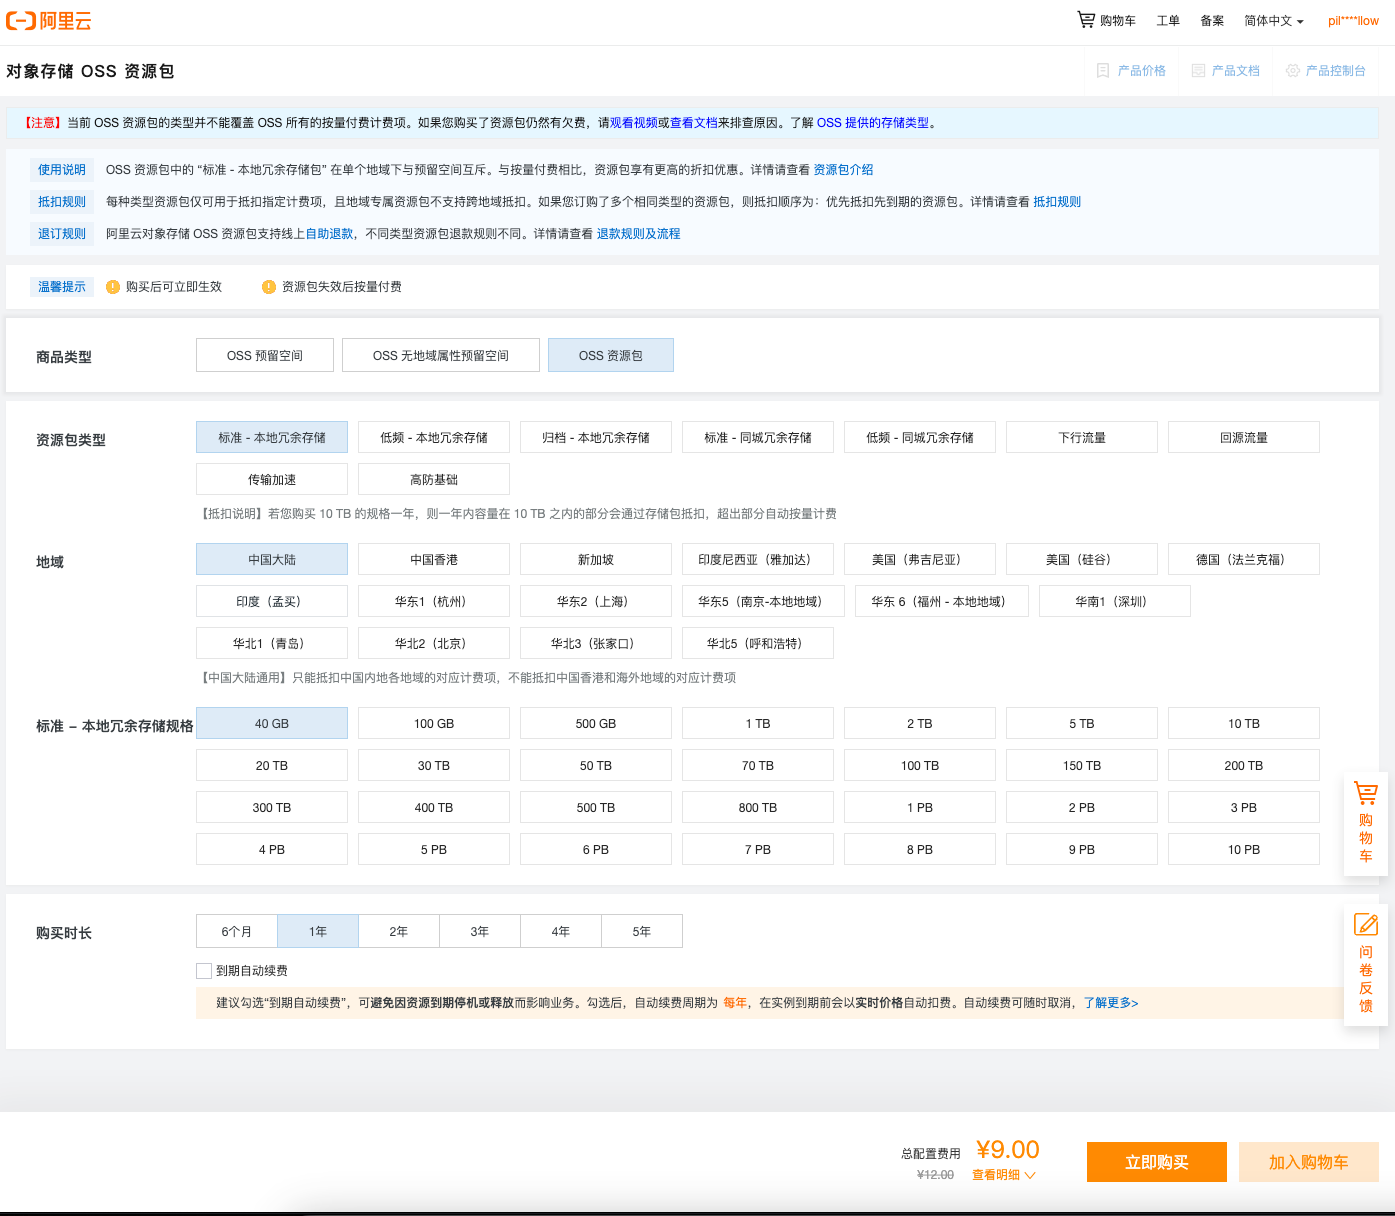 阿里云
购物车 工单 备案 简体中文 pil****llow
对象存储 OSS 资源包 产品价格 产品文档 产品控制台
【注意】当前 OSS 资源包的类型并不能覆盖 OSS 所有的按量付费计费项。如果您购买了资源包仍然有欠费，请观看视频或查看文档来排查原因。了解 OSS 提供的存储类型。
使用说明 OSS 资源包中的 “标准 - 本地冗余存储包” 在单个地域下与预留空间互斥。与按量付费相比，资源包享有更高的折扣优惠。详情请查看 资源包介绍
抵扣规则 每种类型资源包仅可用于抵扣指定计费项，且地域专属资源包不支持跨地域抵扣。如果您订购了多个相同类型的资源包，则抵扣顺序为：优先抵扣先到期的资源包。详情请查看 抵扣规则
退订规则 阿里云对象存储 OSS 资源包支持线上自助退款，不同类型资源包退款规则不同。详情请查看 退款规则及流程
温馨提示 购买后可立即生效 资源包失效后按量付费
商品类型 OSS 预留空间 OSS 无地域属性预留空间 OSS 资源包
资源包类型 标准 - 本地冗余存储 低频 - 本地冗余存储 归档 - 本地冗余存储 标准 - 同城冗余存储 低频 - 同城冗余存储 下行流量 回源流量
传输加速 高防基础
【抵扣说明】若您购买 10 TB 的规格一年，则一年内容量在 10 TB 之内的部分会通过存储包抵扣，超出部分自动按量计费
地域 中国大陆 中国香港 新加坡 印度尼西亚（雅加达） 美国（弗吉尼亚） 美国（硅谷） 德国（法兰克福）
印度（孟买） 华东1（杭州） 华东2（上海） 华东5（南京-本地地域） 华东 6（福州 - 本地地域） 华南1（深圳）
华北1（青岛） 华北2（北京） 华北3（张家口） 华北5（呼和浩特）
【中国大陆通用】只能抵扣中国内地各地域的对应计费项，不能抵扣中国香港和海外地域的对应计费项
标准 – 本地冗余存储规格 40 GB 100 GB 500 GB 1 TB 2 TB 5 TB 10 TB
20 TB 30 TB 50 TB 70 TB 100 TB 150 TB 200 TB
300 TB 400 TB 500 TB 800 TB 1 PB 2 PB 3 PB
4 PB 5 PB 6 PB 7 PB 8 PB 9 PB 10 PB
购物车
购买时长 6个月 1年 2年 3年 4年 5年
问卷反馈
到期自动续费
建议勾选“到期自动续费”，可避免因资源到期停机或释放而影响业务。勾选后，自动续费周期为 每年，在实例到期前会以实时价格自动扣费。自动续费可随时取消，了解更多>
总配置费用 ¥9.00 立即购买 加入购物车
¥12.00 查看明细